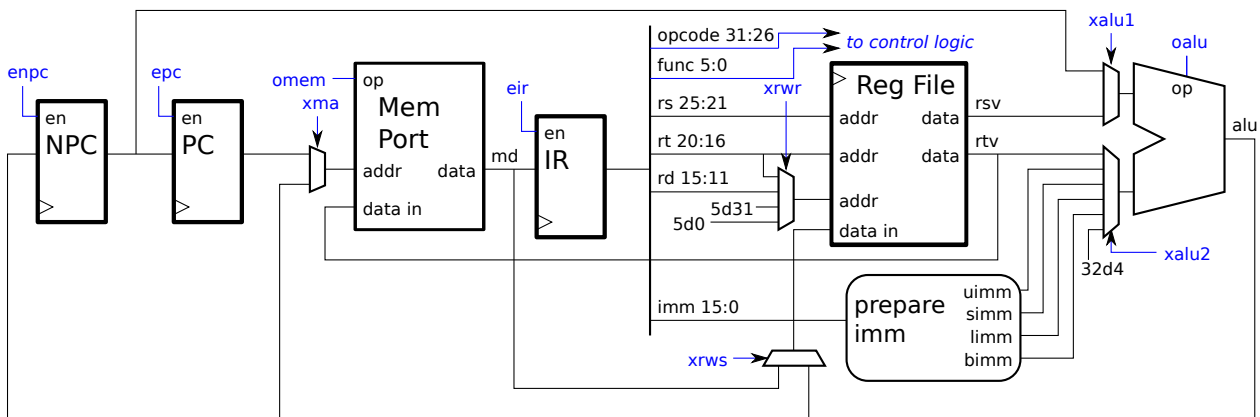 enpc
en
NPC
epc
en
PC
omem
xma
op
Mem
Port
addr
data
data in
md
eir
en
IR
opcode 31:26
func 5:0
to control logic
rs 25:21
rt 20:16
rd 15:11
5d31
5d0
imm 15:0
xrwr
Reg File
addr
data
addr
data
addr
data in
rsv
rtv
xalu1
oalu
op
alu
xalu2
32d4
prepare
imm
uimm
simm
limm
bimm
xrws